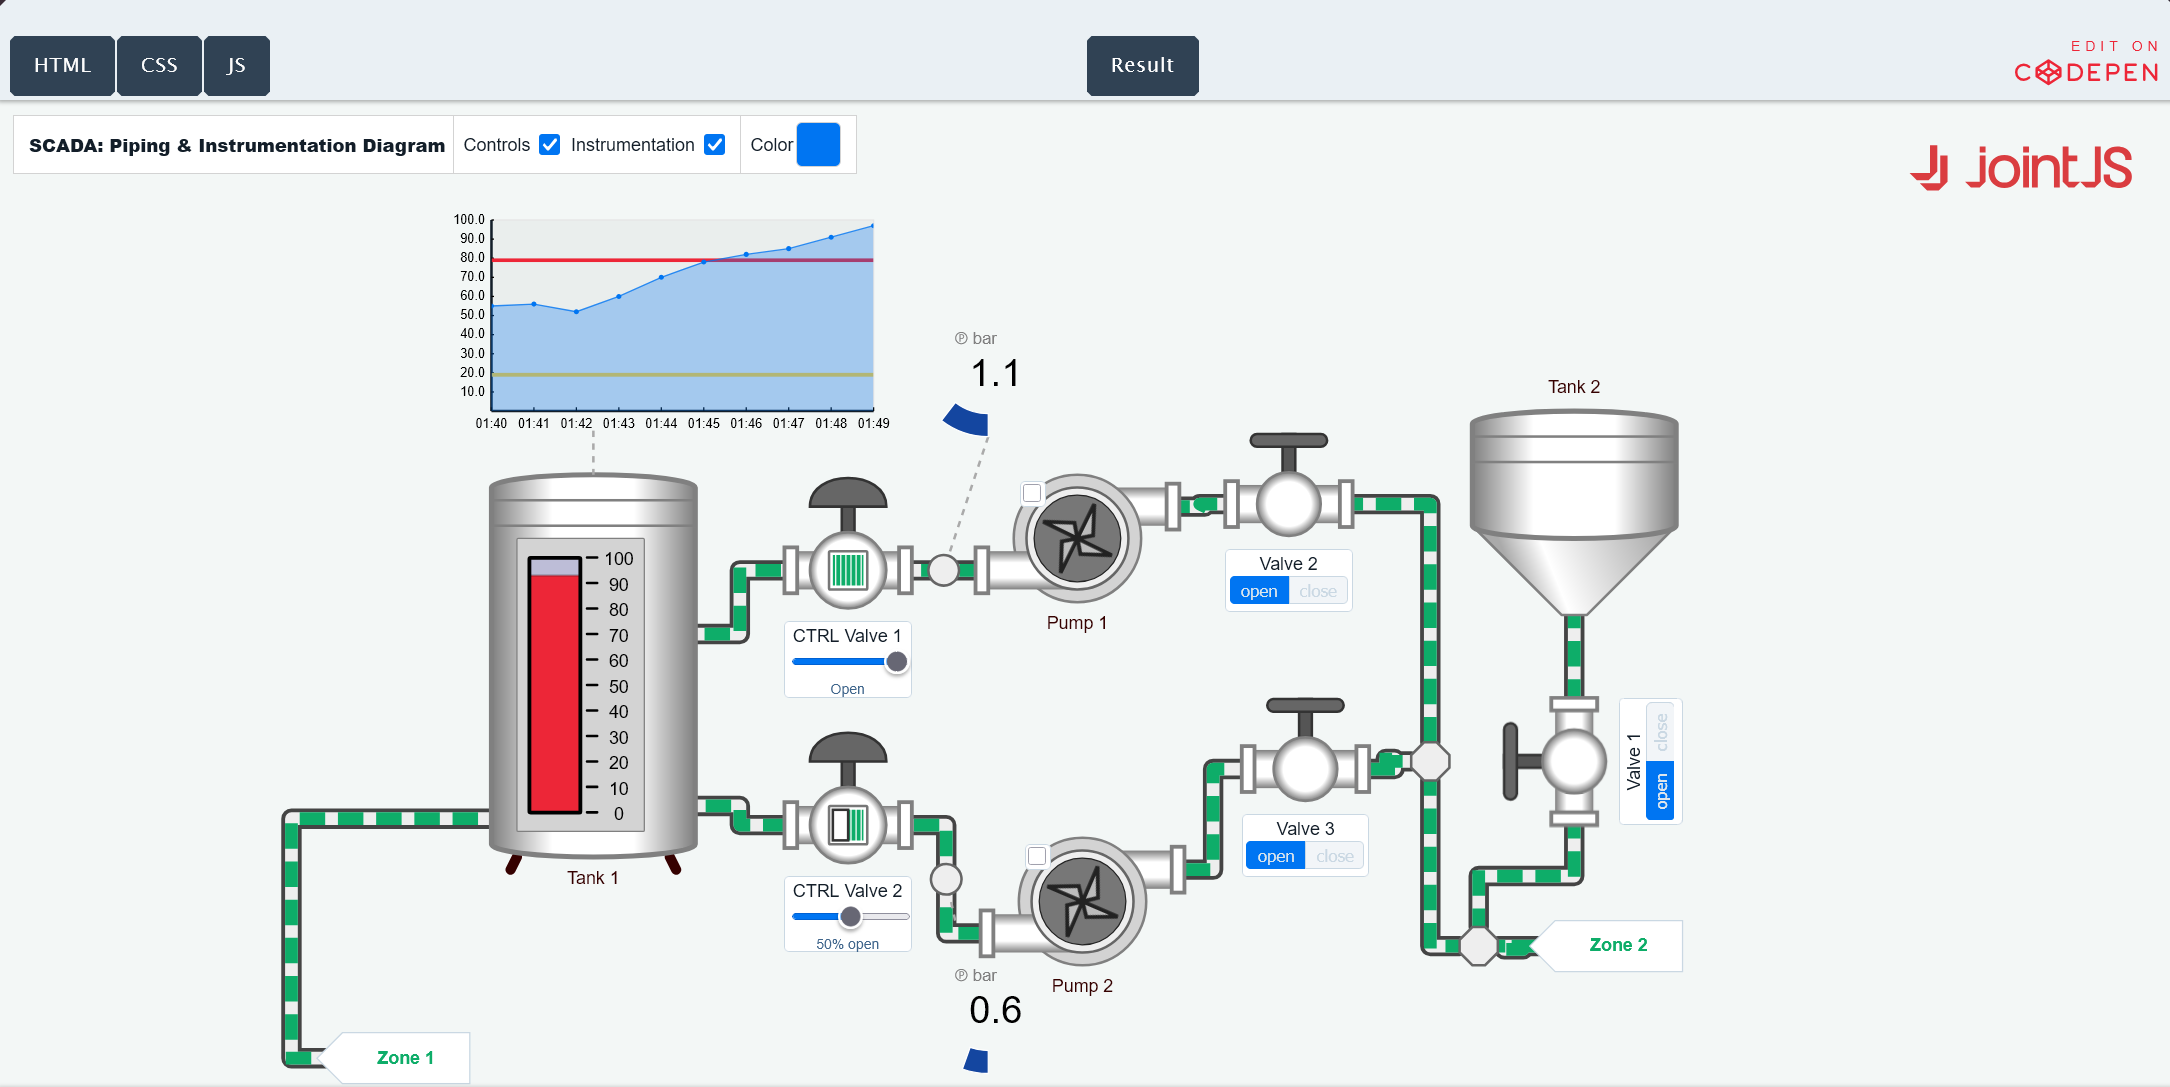 HTML CSS JS Result EDIT ON
CODEPEN
SCADA: Piping & Instrumentation Diagram Controls Instrumentation Color
JointJS
100.0
90.0
80.0
70.0
60.0
50.0
40.0
30.0
20.0
10.0
01:40 01:41 01:42 01:43 01:44 01:45 01:46 01:47 01:48 01:49
Ⓟ bar
1.1
Tank 2
100
90
80
70
60
50
40
30
20
10
0
Tank 1
CTRL Valve 1
Open
Pump 1
Valve 2
open close
Valve 1
open close
Valve 3
open close
CTRL Valve 2
50% open
Pump 2
Ⓟ bar
0.6
Zone 2
Zone 1